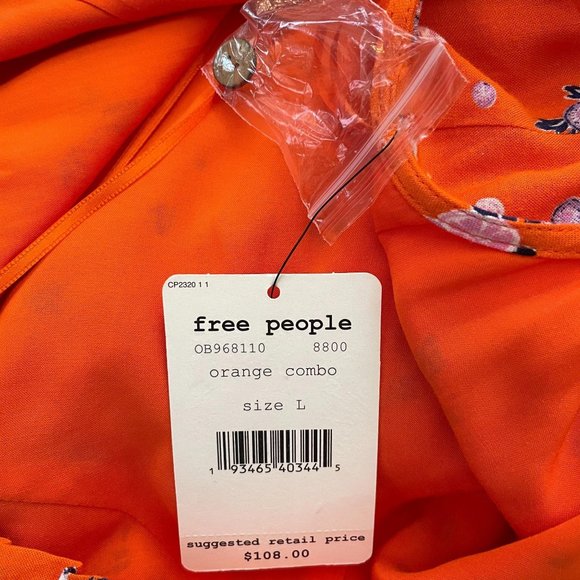 CP2320 1 1
free people
OB968110 8800
orange combo
size L
1 93465 40344 5
suggested retail price
$108.00